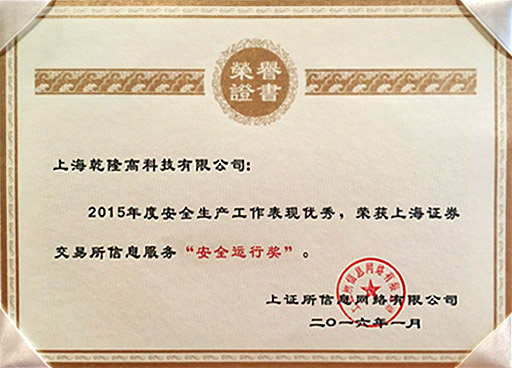 榮譽
證書
上海乾隆高科技有限公司:
2015年度安全生产工作表现优秀，荣获上海证券
交易所信息服务“安全运行奖”。
上证所信息网络有限公司
二〇一六年一月